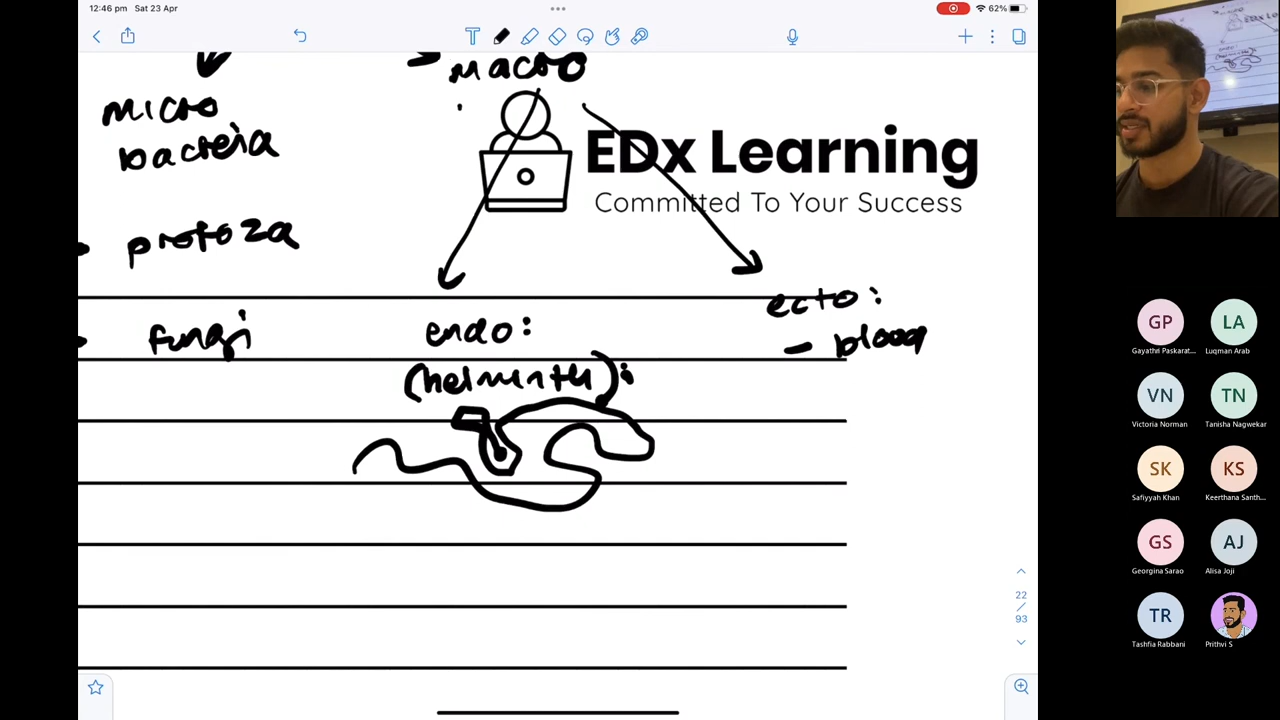 12:46 pm Sat 23 Apr
62%
macro
micro
bacteria
EDx Learning
Committed To Your Success
protoza
ecto:
- blood
fungi
endo:
(helminth):
22
/
93
GP
LA
Gayathri Paskarat...
Luqman Arab
VN
TN
Victoria Norman
Tanisha Nagwekar
SK
KS
Safiyyah Khan
Keerthana Santh...
GS
AJ
Georgina Sarao
Alisa Joji
TR
Tashfia Rabbani
Prithvi S